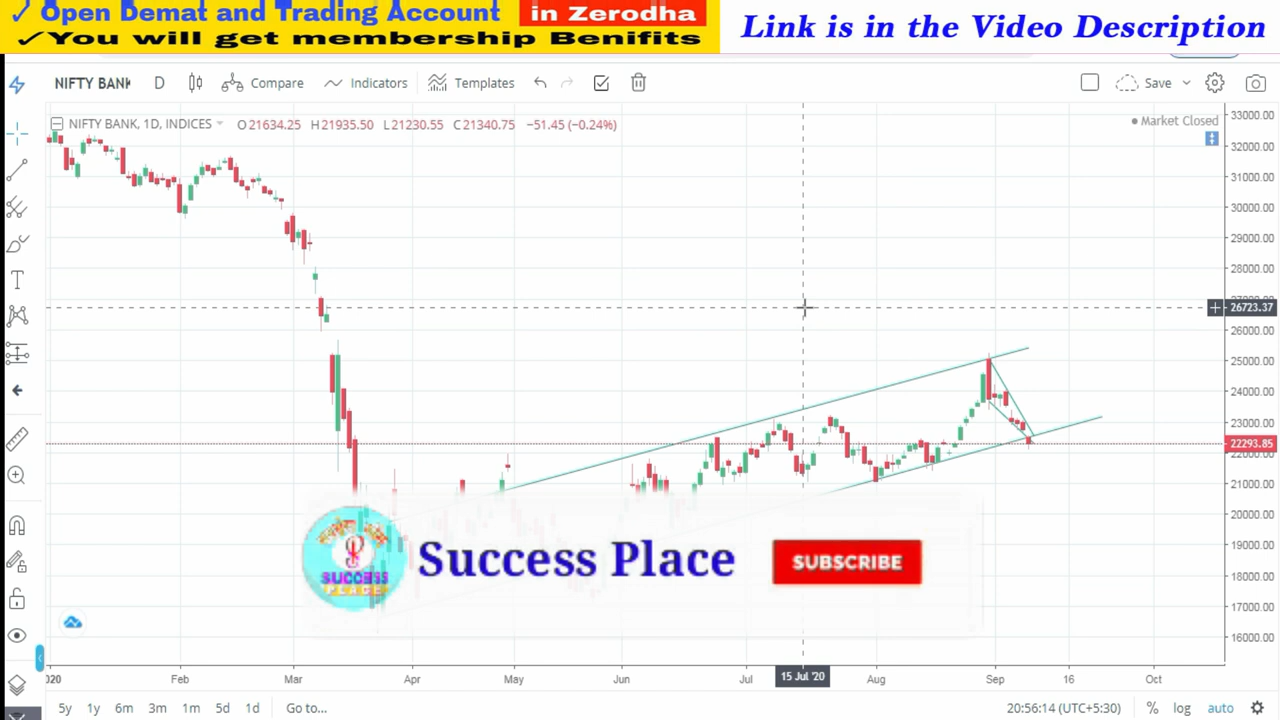 ✓ Open Demat and Trading Account in Zerodha
✓You will get membership Benifits
Link is in the Video Description
NIFTY BANK D Compare Indicators Templates Save
NIFTY BANK, 1D, INDICES O21634.25 H21935.50 L21230.55 C21340.75 −51.45 (−0.24%)
Market Closed
33000.00
32000.00
31000.00
30000.00
29000.00
28000.00
26723.37
26000.00
25000.00
24000.00
23000.00
22293.85
22000.00
21000.00
20000.00
19000.00
18000.00
17000.00
16000.00
SUCCESS
PLACE
Success Place
SUBSCRIBE
020 Feb Mar Apr May Jun Jul 15 Jul '20 Aug Sep 16 Oct
5y 1y 6m 3m 1m 5d 1d Go to... 20:56:14 (UTC+5:30) % log auto